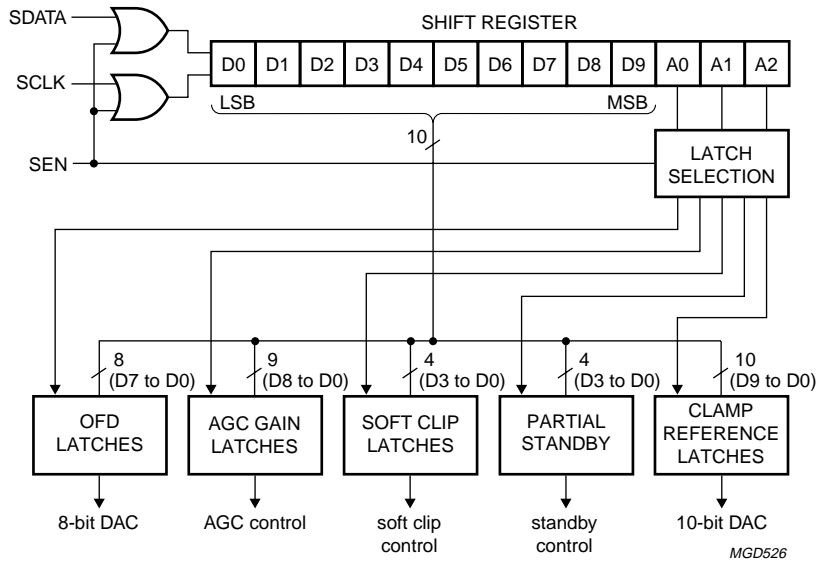 SDATA
SHIFT REGISTER
D0 D1 D2 D3 D4 D5 D6 D7 D8 D9 A0 A1 A2
SCLK
LSB MSB
10
SEN
LATCH
SELECTION
8
(D7 to D0)
9
(D8 to D0)
4
(D3 to D0)
4
(D3 to D0)
10
(D9 to D0)
OFD
LATCHES
AGC GAIN
LATCHES
SOFT CLIP
LATCHES
PARTIAL
STANDBY
CLAMP
REFERENCE
LATCHES
8-bit DAC
AGC control
soft clip
control
standby
control
10-bit DAC
MGD526